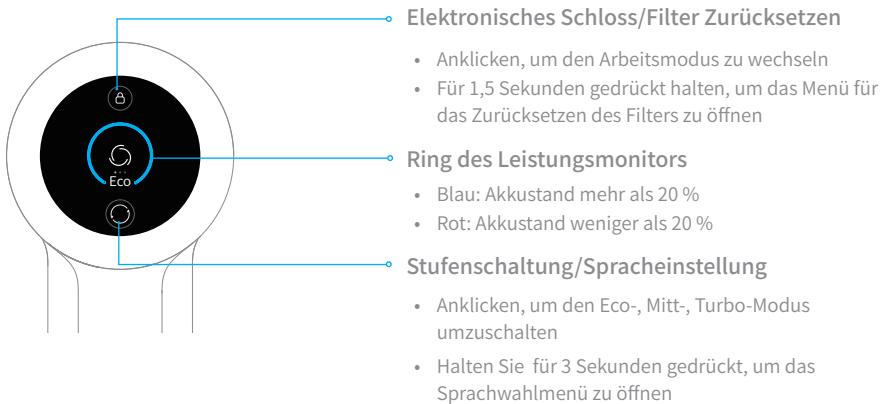 Elektronisches Schloss/Filter Zurücksetzen
• Anklicken, um den Arbeitsmodus zu wechseln
• Für 1,5 Sekunden gedrückt halten, um das Menü für
das Zurücksetzen des Filters zu öffnen
Eco
Ring des Leistungsmonitors
• Blau: Akkustand mehr als 20 %
• Rot: Akkustand weniger als 20 %
Stufenschaltung/Spracheinstellung
• Anklicken, um den Eco-, Mitt-, Turbo-Modus
umzuschalten
• Halten Sie  für 3 Sekunden gedrückt, um das
Sprachwahlmenü zu öffnen